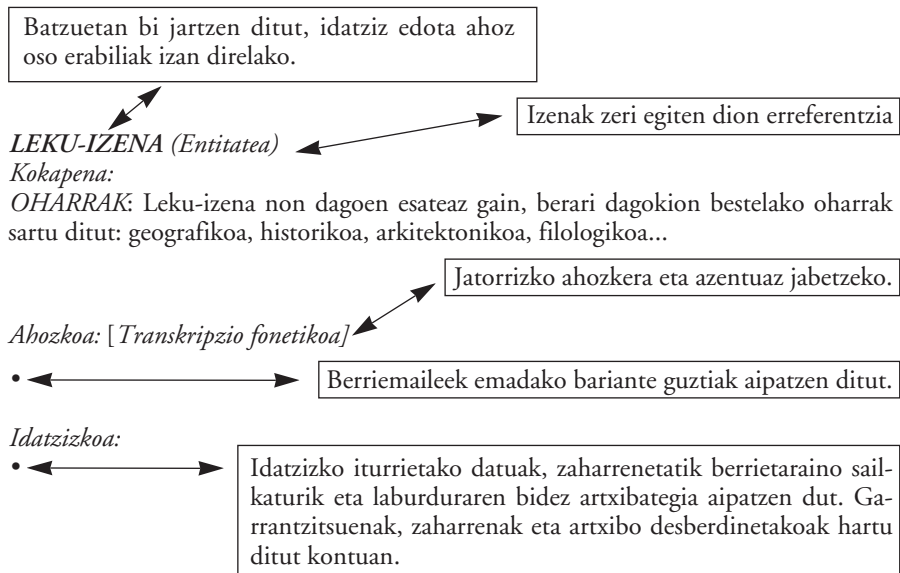 Batzuetan bi jartzen ditut, idatziz edota ahoz
oso erabiliak izan direlako.
Izenak zeri egiten dion erreferentzia
LEKU-IZENA (Entitatea)
Kokapena:
OHARRAK: Leku-izena non dagoen esateaz gain, berari dagokion bestelako oharrak
sartu ditut: geografikoa, historikoa, arkitektonikoa, filologikoa...
Jatorrizko ahozkera eta azentuaz jabetzeko.
Ahozkoa: [Transkripzio fonetikoa]
• Berriemaileek emadako bariante guztiak aipatzen ditut.
Idatzizkoa:
• Idatzizko iturrietako datuak, zaharrenetatik berrietaraino sail-
katurik eta laburduraren bidez artxibategia aipatzen dut. Ga-
rrantzitsuenak, zaharrenak eta artxibo desberdinetakoak hartu
ditut kontuan.